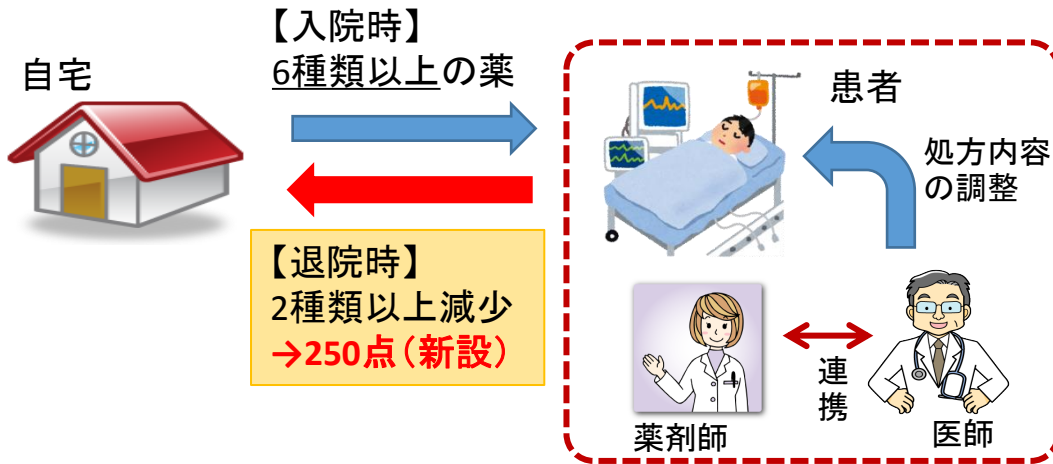 自宅
【入院時】
6種類以上の薬
【退院時】
2種類以上減少
→250点(新設)
患者
処方内容
の調整
連携
薬剤師
医師